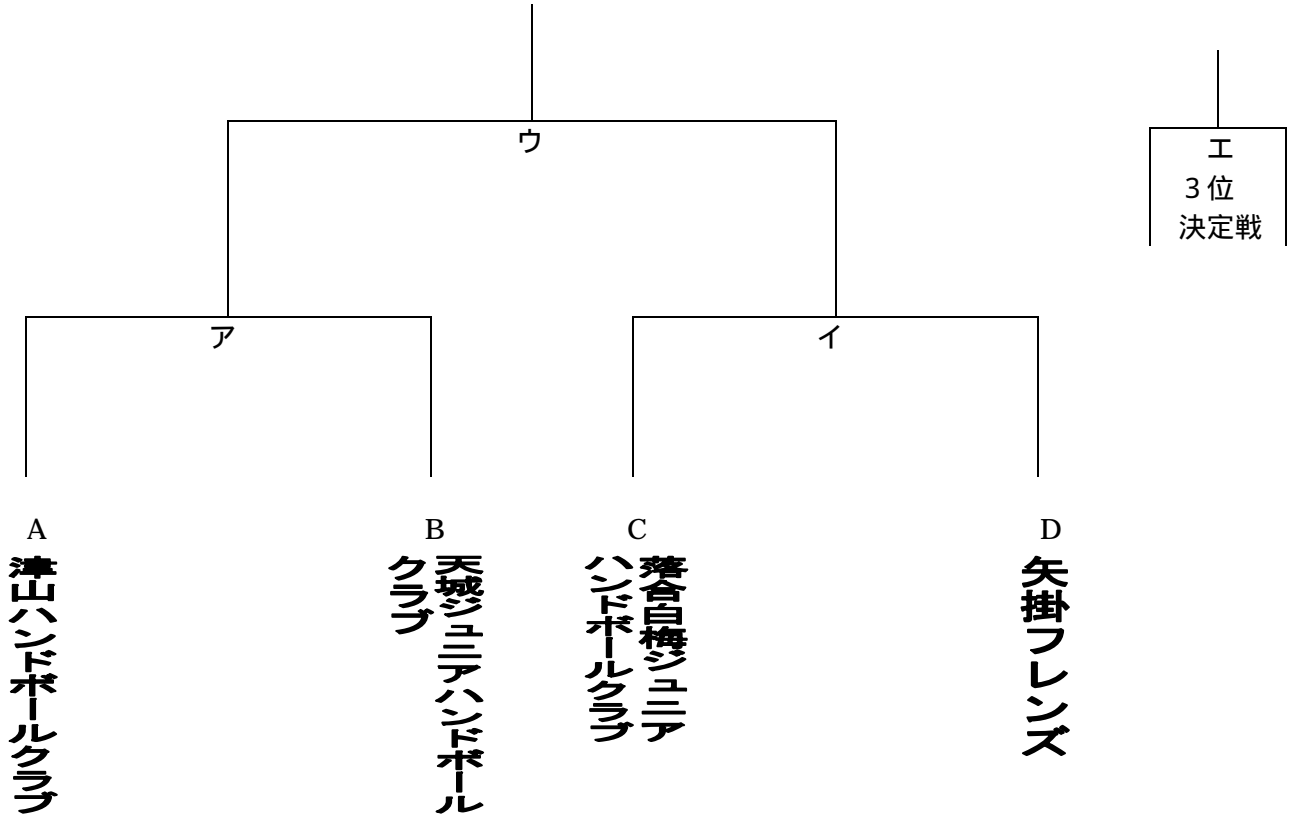 ウ
エ
３位
決定戦
ア
イ
A
B
C
D
津山ハンドボールクラブ
天城ジュニアハンドボール
クラブ
落合白梅ジュニア
ハンドボールクラブ
矢掛フレンズ